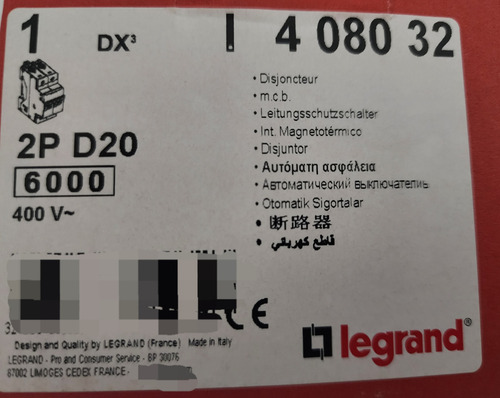 1 DX³ 4 080 32
• Disjoncteur
• m.c.b.
• Leitungsschutzschalter
• Int. Magnetotérmico
• Disjuntor
• Αυτόματη ασφάλεια
• Автоматический выключатель
• Otomatik Sigortalar
• 断路器
• قاطع كهربائي
2P D20
6000
400 V~
CE
Design and Quality by LEGRAND (France) Made in Italy
LEGRAND - Pro and Consumer Service - BP 30076
87002 LIMOGES CEDEX FRANCE -
legrand®